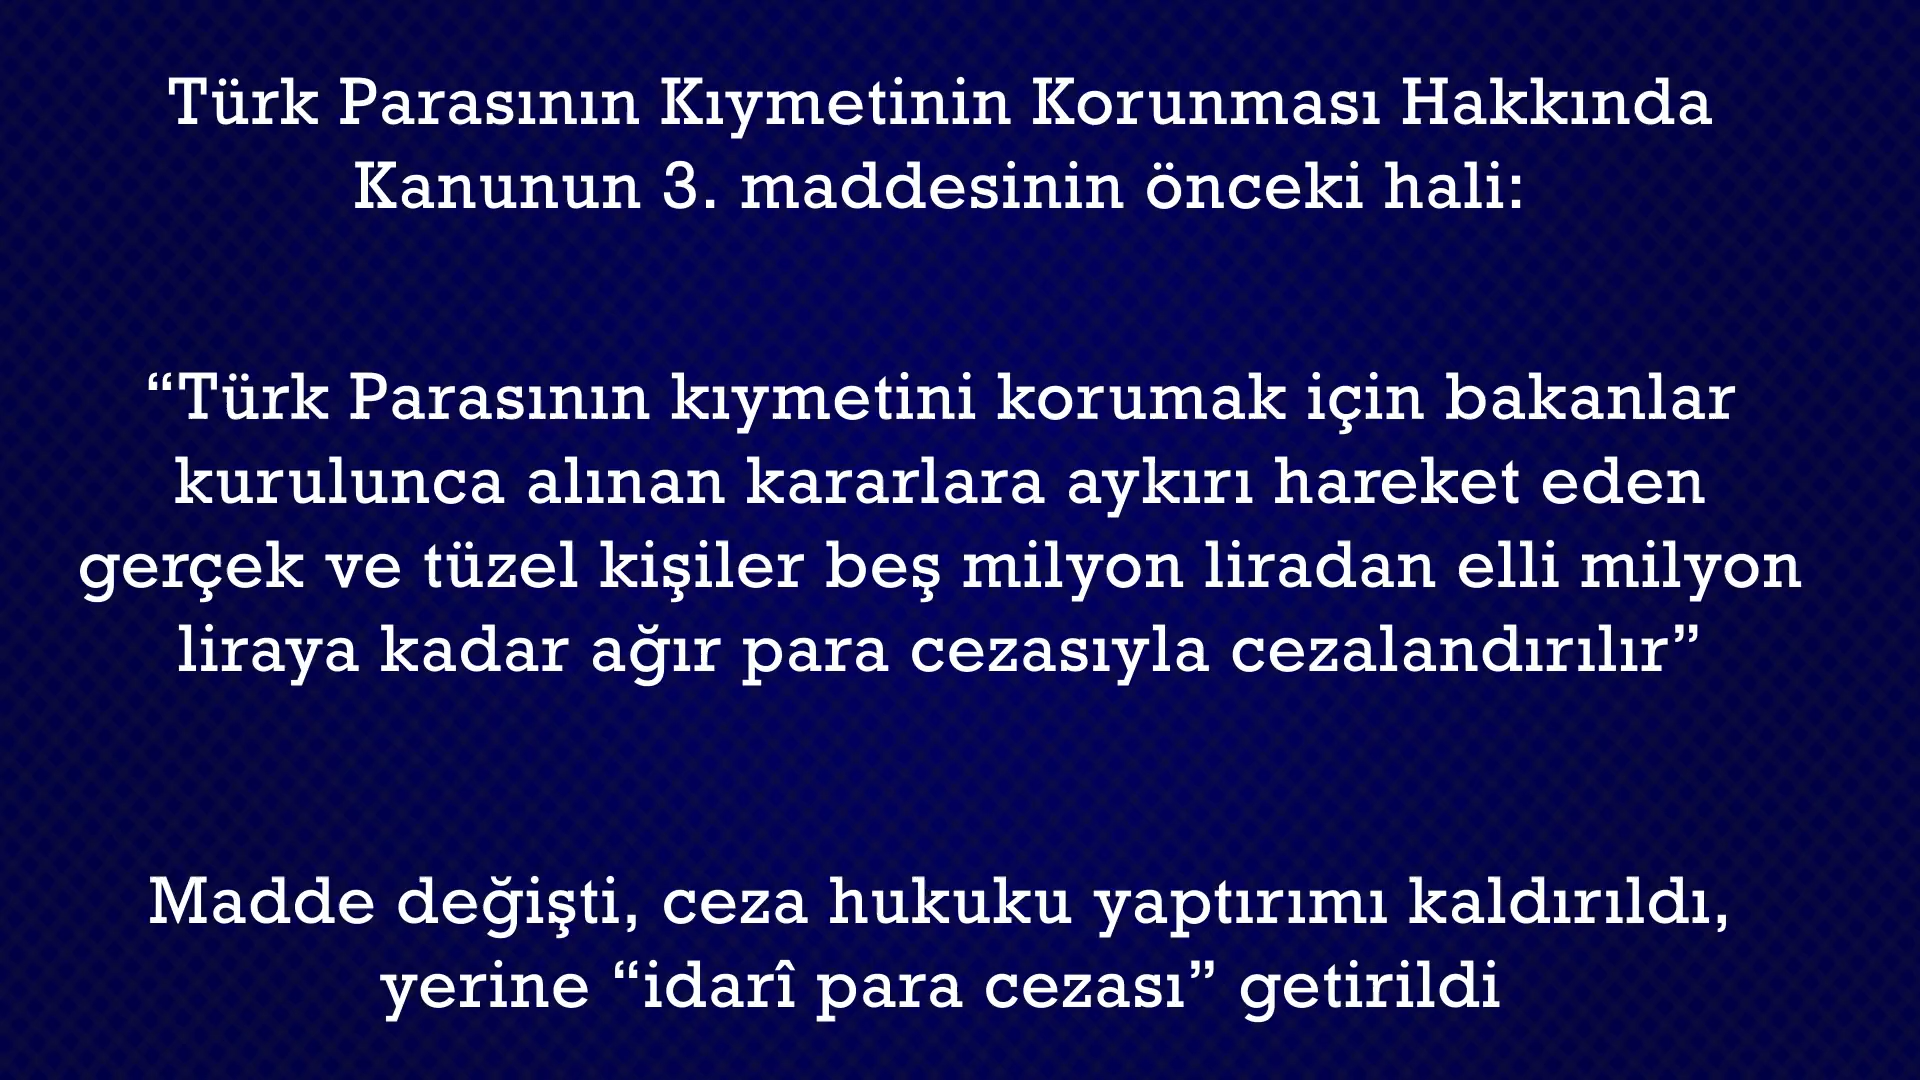 Türk Parasının Kıymetinin Korunması Hakkında
Kanunun 3. maddesinin önceki hali:
“Türk Parasının kıymetini korumak için bakanlar
kurulunca alınan kararlara aykırı hareket eden
gerçek ve tüzel kişiler beş milyon liradan elli milyon
liraya kadar ağır para cezasıyla cezalandırılır”
Madde değişti, ceza hukuku yaptırımı kaldırıldı,
yerine “idarî para cezası” getirildi